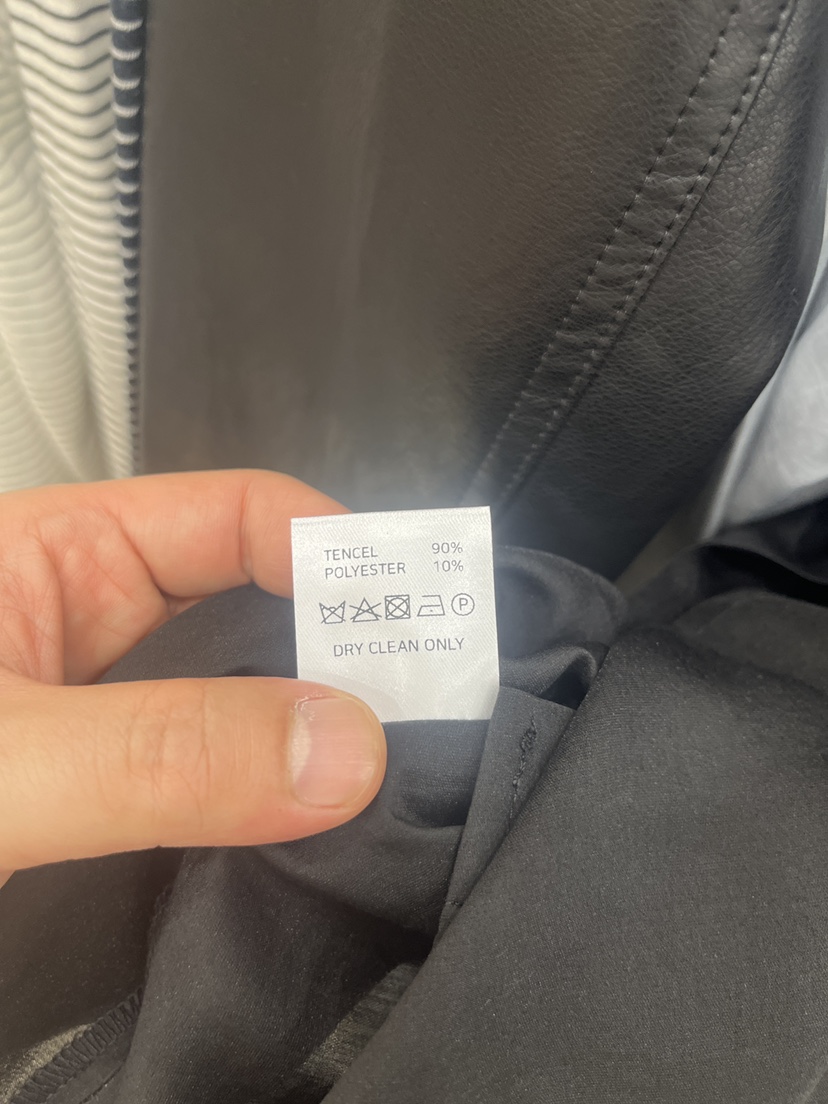 TENCEL 90%
POLYESTER 10%
P
DRY CLEAN ONLY